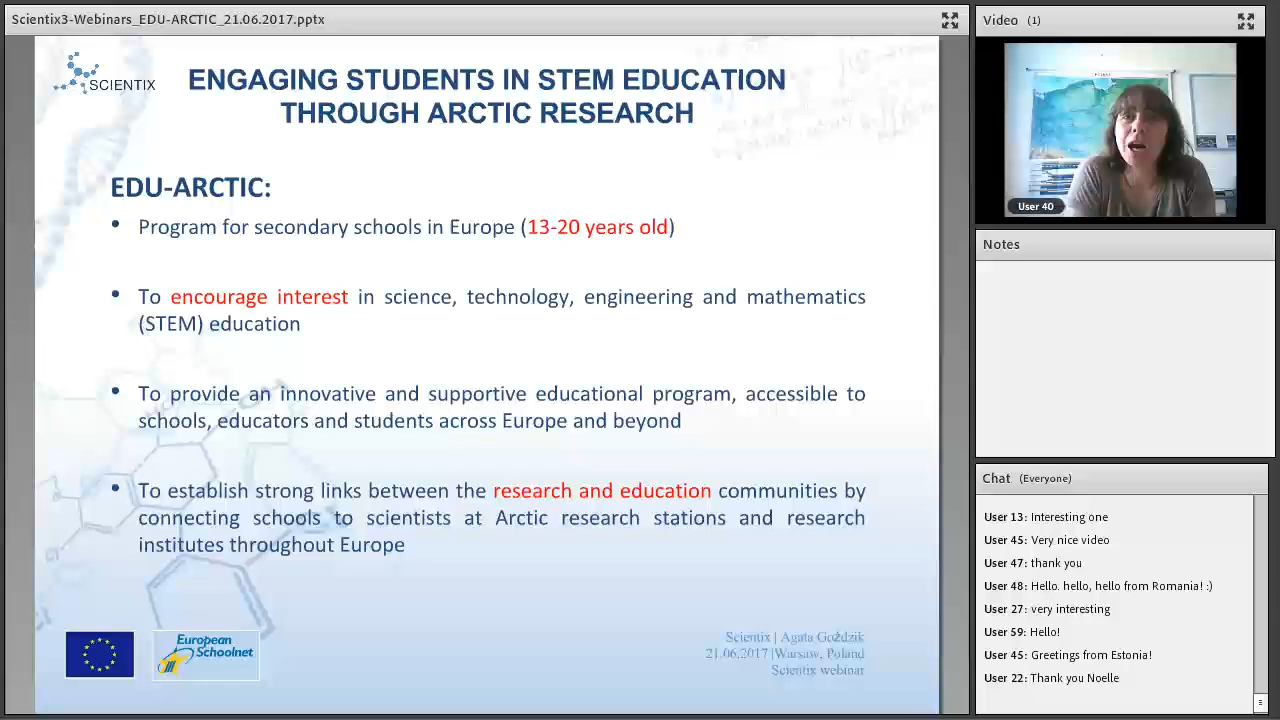 Scientix3-Webinars_EDU-ARCTIC_21.06.2017.pptx
SCIENTIX
ENGAGING STUDENTS IN STEM EDUCATION
THROUGH ARCTIC RESEARCH
EDU-ARCTIC:
• Program for secondary schools in Europe (13-20 years old)
• To encourage interest in science, technology, engineering and mathematics
(STEM) education
• To provide an innovative and supportive educational program, accessible to
schools, educators and students across Europe and beyond
• To establish strong links between the research and education communities by
connecting schools to scientists at Arctic research stations and research
institutes throughout Europe
European
Schoolnet
Scientix | Agata Goździk
21.06.2017 |Warsaw, Poland
Scientix webinar
Video (1)
User 40
Notes
Chat (Everyone)
User 13: Interesting one
User 45: Very nice video
User 47: thank you
User 48: Hello. hello, hello from Romania! :)
User 27: very interesting
User 59: Hello!
User 45: Greetings from Estonia!
User 22: Thank you Noelle